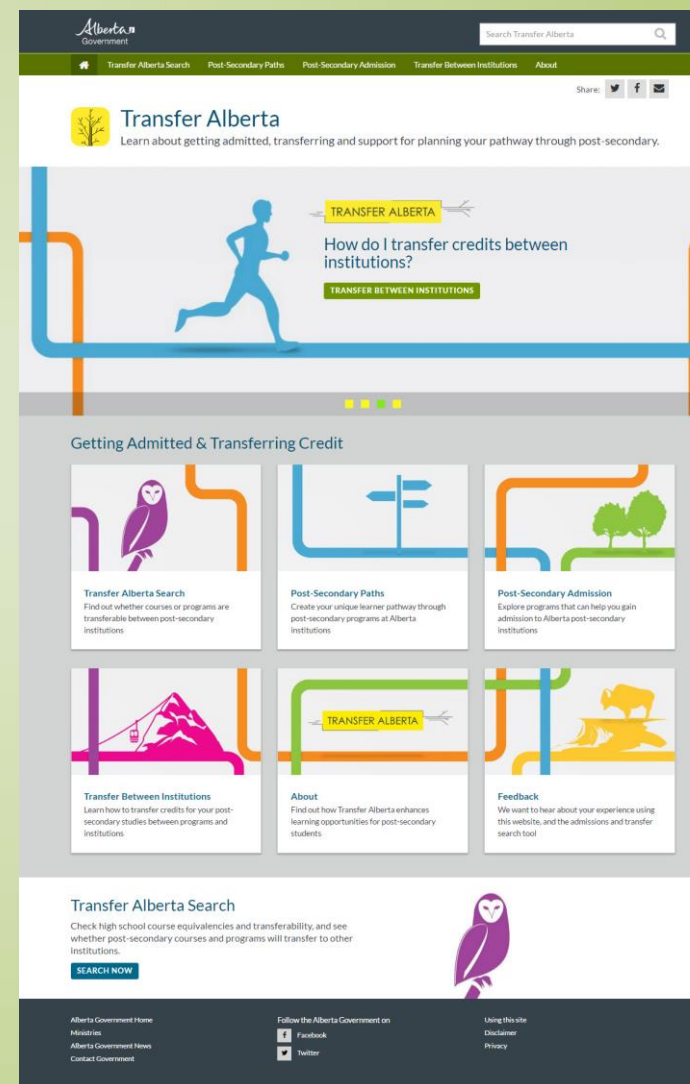 Alberta
Government
Search Transfer Alberta
Transfer Alberta Search Post-Secondary Paths Post-Secondary Admission Transfer Between Institutions About
Share:
Transfer Alberta
Learn about getting admitted, transferring and support for planning your pathway through post-secondary.
TRANSFER ALBERTA
How do I transfer credits between
institutions?
TRANSFER BETWEEN INSTITUTIONS
Getting Admitted & Transferring Credit
Transfer Alberta Search
Find out whether courses or programs are
transferable between post-secondary
institutions
Post-Secondary Paths
Create your unique learner pathway through
post-secondary programs at Alberta
institutions
Post-Secondary Admission
Explore programs that can help you gain
admission to Alberta post-secondary
institutions
Transfer Between Institutions
Learn how to transfer credits for your post-
secondary studies between programs and
institutions
TRANSFER ALBERTA
About
Find out how Transfer Alberta enhances
learning opportunities for post-secondary
students
Feedback
We want to hear about your experience using
this website, and the admissions and transfer
search tool
Transfer Alberta Search
Check high school course equivalencies and transferability, and see
whether post-secondary courses and programs will transfer to other
institutions.
SEARCH NOW
Alberta Government Home
Ministries
Alberta Government News
Contact Government
Follow the Alberta Government on
Facebook
Twitter
Using this site
Disclaimer
Privacy